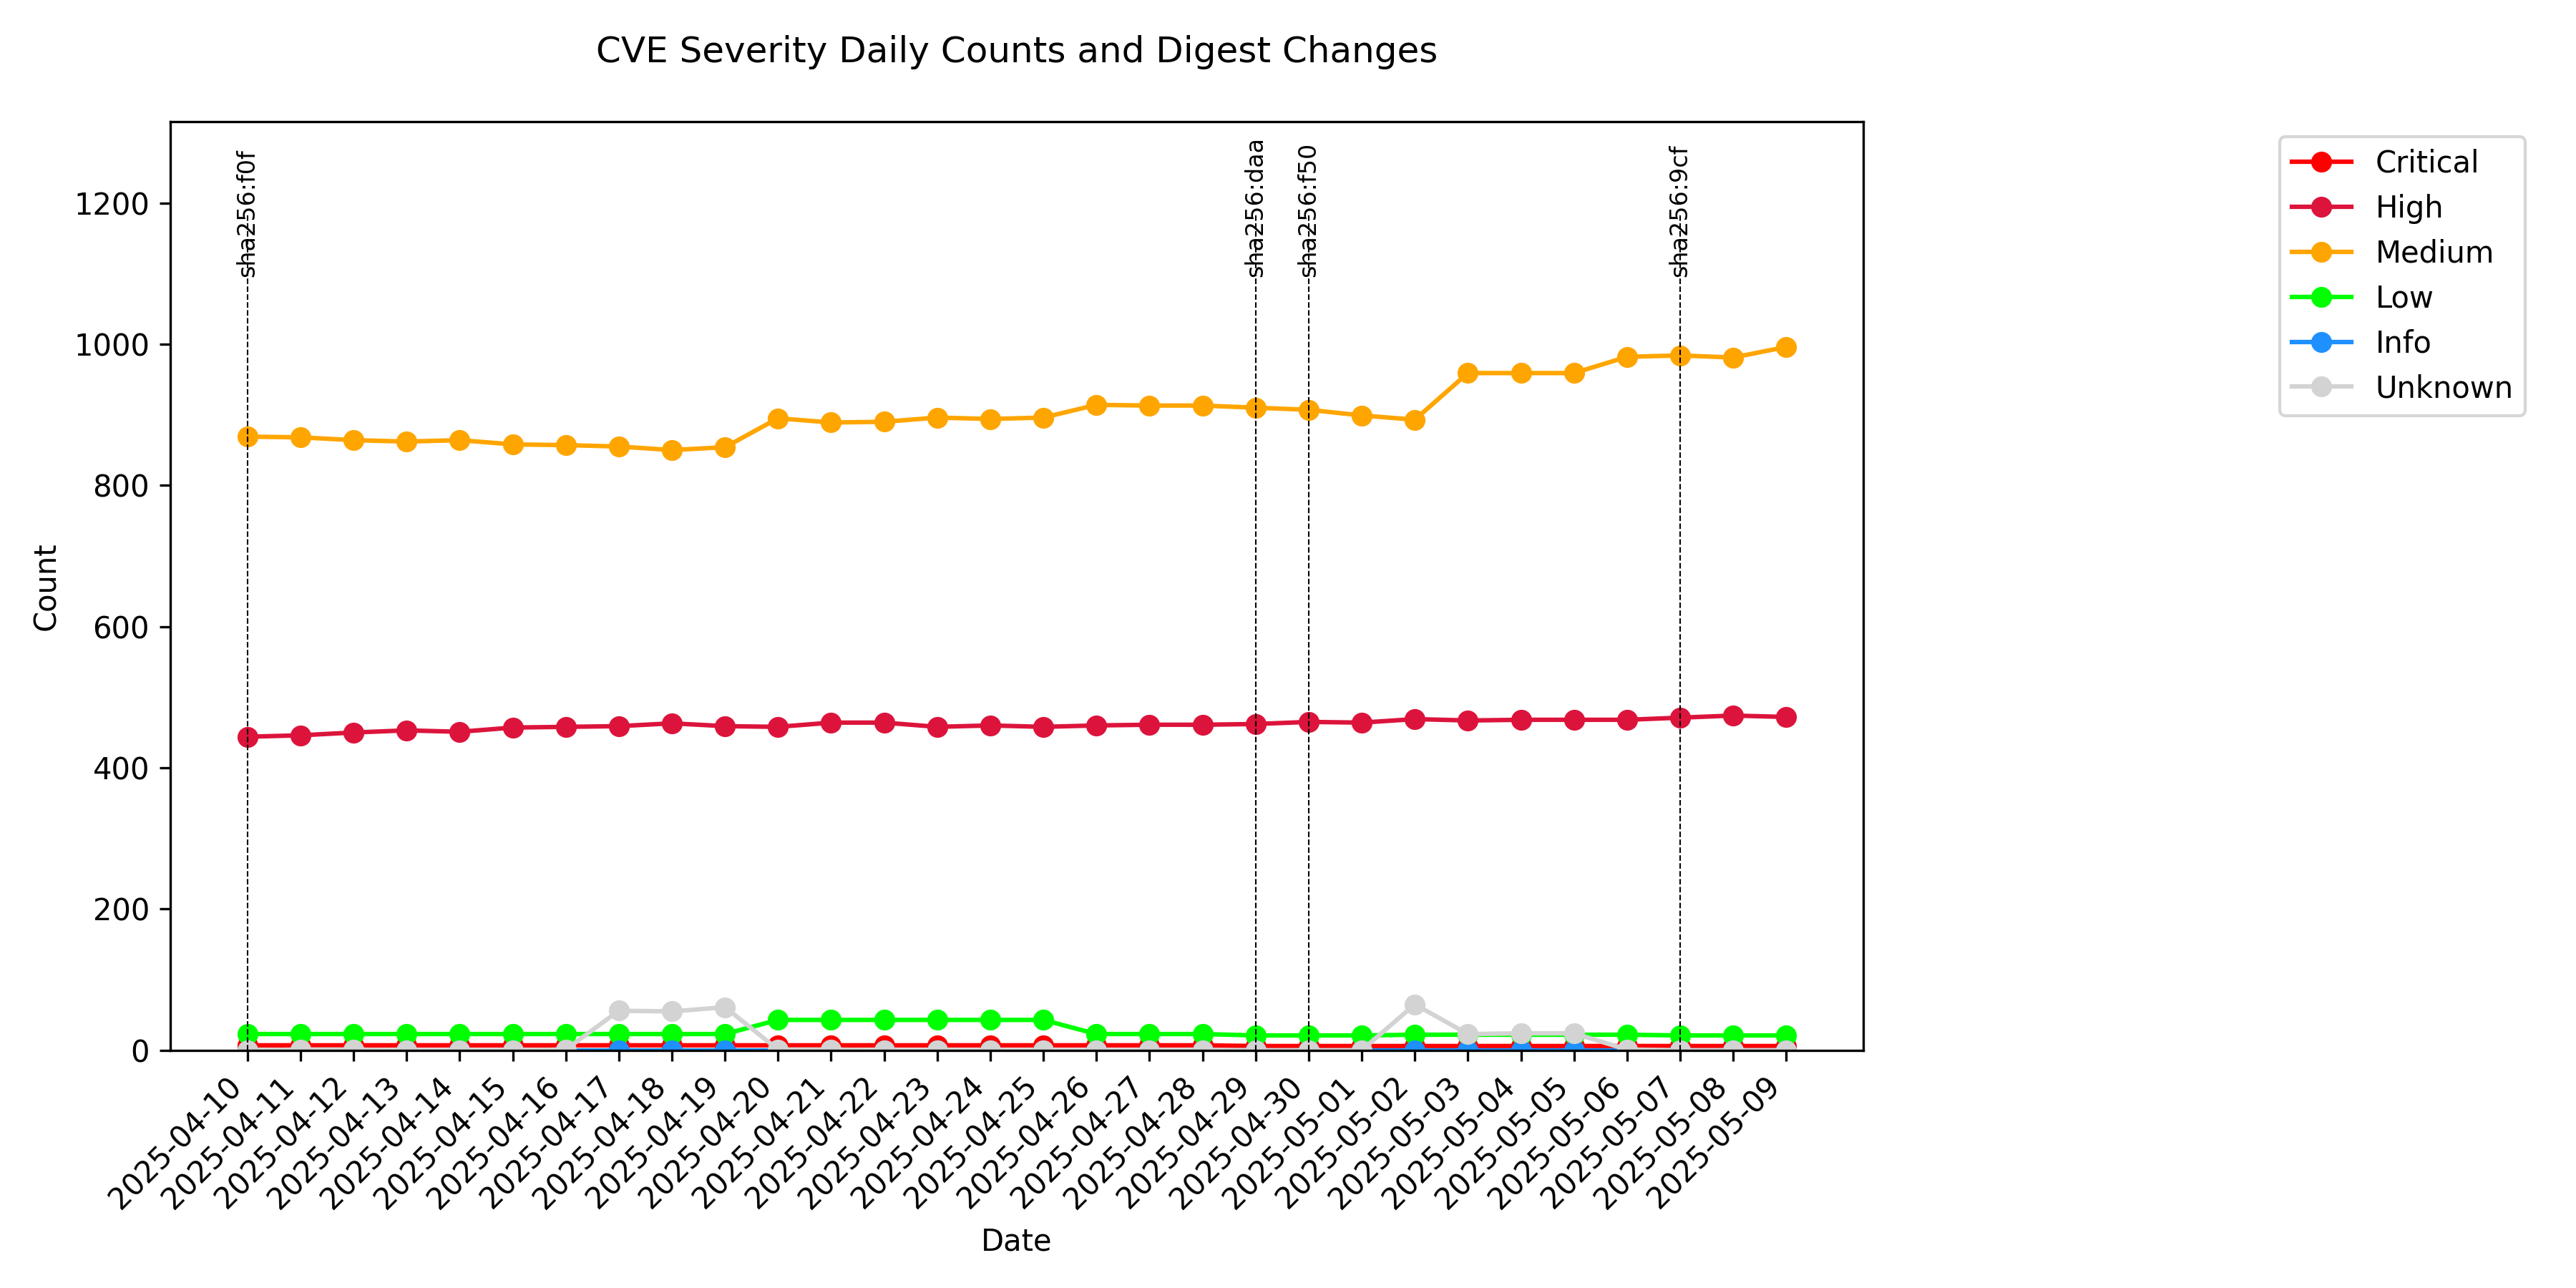 CVE Severity Daily Counts and Digest Changes
sha256:f0f
sha256:daa
sha256:f50
sha256:9cf
Critical
High
Medium
Low
Info
Unknown
Count
1200
1000
800
600
400
200
0
2025-04-10
2025-04-11
2025-04-12
2025-04-13
2025-04-14
2025-04-15
2025-04-16
2025-04-17
2025-04-18
2025-04-19
2025-04-20
2025-04-21
2025-04-22
2025-04-23
2025-04-24
2025-04-25
2025-04-26
2025-04-27
2025-04-28
2025-04-29
2025-04-30
2025-05-01
2025-05-02
2025-05-03
2025-05-04
2025-05-05
2025-05-06
2025-05-07
2025-05-08
2025-05-09
Date